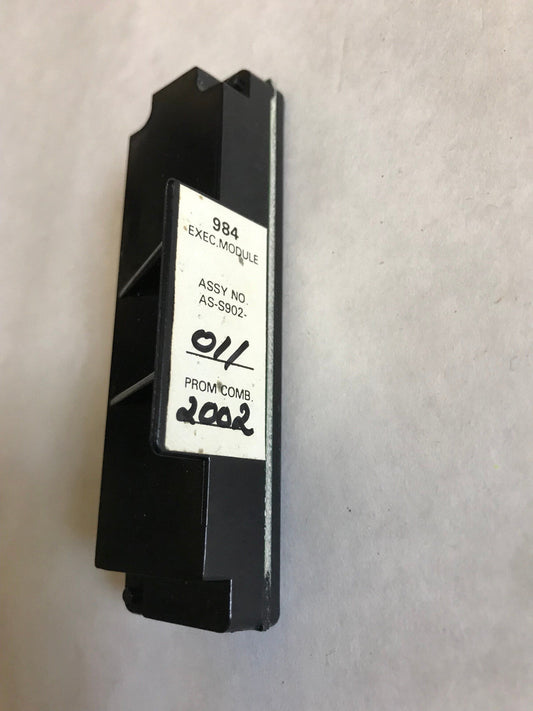 984
EXEC.MODULE
ASSY NO.
AS-S902-
011
PROM COMB.
2002